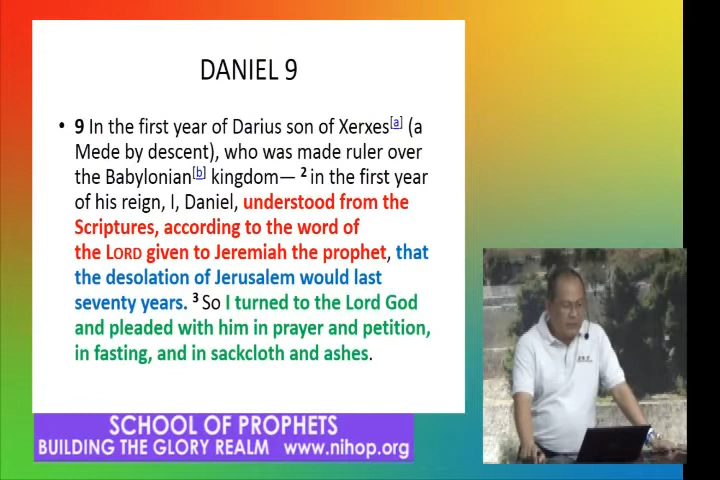 DANIEL 9
• 9 In the first year of Darius son of Xerxes[a] (a
Mede by descent), who was made ruler over
the Babylonian[b] kingdom— 2 in the first year
of his reign, I, Daniel, understood from the
Scriptures, according to the word of
the LORD given to Jeremiah the prophet, that
the desolation of Jerusalem would last
seventy years. 3 So I turned to the Lord God
and pleaded with him in prayer and petition,
in fasting, and in sackcloth and ashes.
SCHOOL OF PROPHETS
BUILDING THE GLORY REALM www.nihop.org